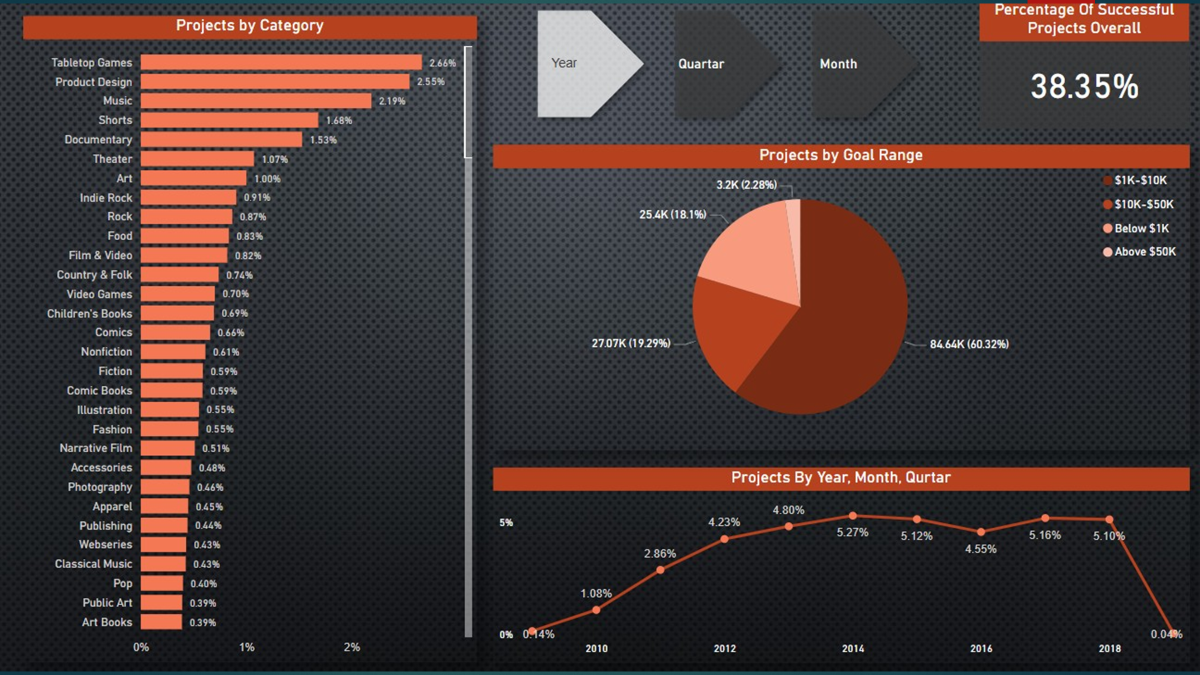 Projects by Category
Tabletop Games 2.66%
Product Design 2.55%
Music 2.19%
Shorts 1.68%
Documentary 1.53%
Theater 1.07%
Art 1.00%
Indie Rock 0.91%
Rock 0.87%
Food 0.83%
Film & Video 0.82%
Country & Folk 0.74%
Video Games 0.70%
Children's Books 0.69%
Comics 0.66%
Nonfiction 0.61%
Fiction 0.59%
Comic Books 0.59%
Illustration 0.55%
Fashion 0.55%
Narrative Film 0.51%
Accessories 0.48%
Photography 0.46%
Apparel 0.45%
Publishing 0.44%
Webseries 0.43%
Classical Music 0.43%
Pop 0.40%
Public Art 0.39%
Art Books 0.39%
0% 1% 2%
Year Quartar Month
Percentage Of Successful
Projects Overall
38.35%
Projects by Goal Range
3.2K (2.28%)
25.4K (18.1%)
27.07K (19.29%)
84.64K (60.32%)
$1K-$10K
$10K-$50K
Below $1K
Above $50K
Projects By Year, Month, Qurtar
5%
0%
0.14%
1.08%
2.86%
4.23%
4.80%
5.27%
5.12%
4.55%
5.16%
5.10%
0.04%
2010 2012 2014 2016 2018